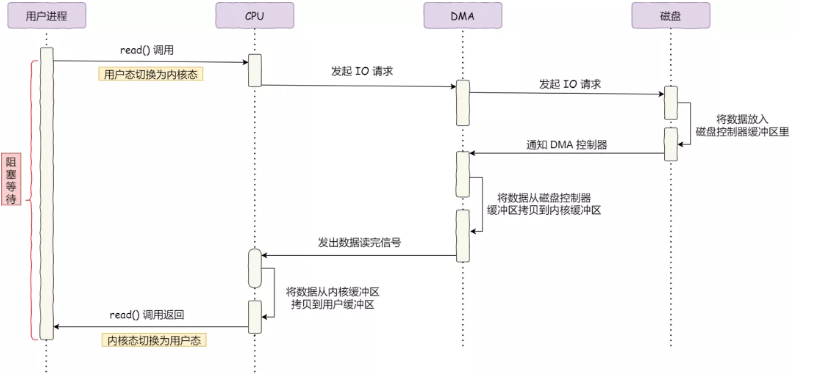 用户进程
CPU
DMA
磁盘
read() 调用
用户态切换为内核态
发起 IO 请求
发起 IO 请求
将数据放入
磁盘控制器缓冲区里
通知 DMA 控制器
阻
塞
等
待
将数据从磁盘控制器
缓冲区拷贝到内核缓冲区
发出数据读完信号
将数据从内核缓冲区
拷贝到用户缓冲区
read() 调用返回
内核态切换为用户态